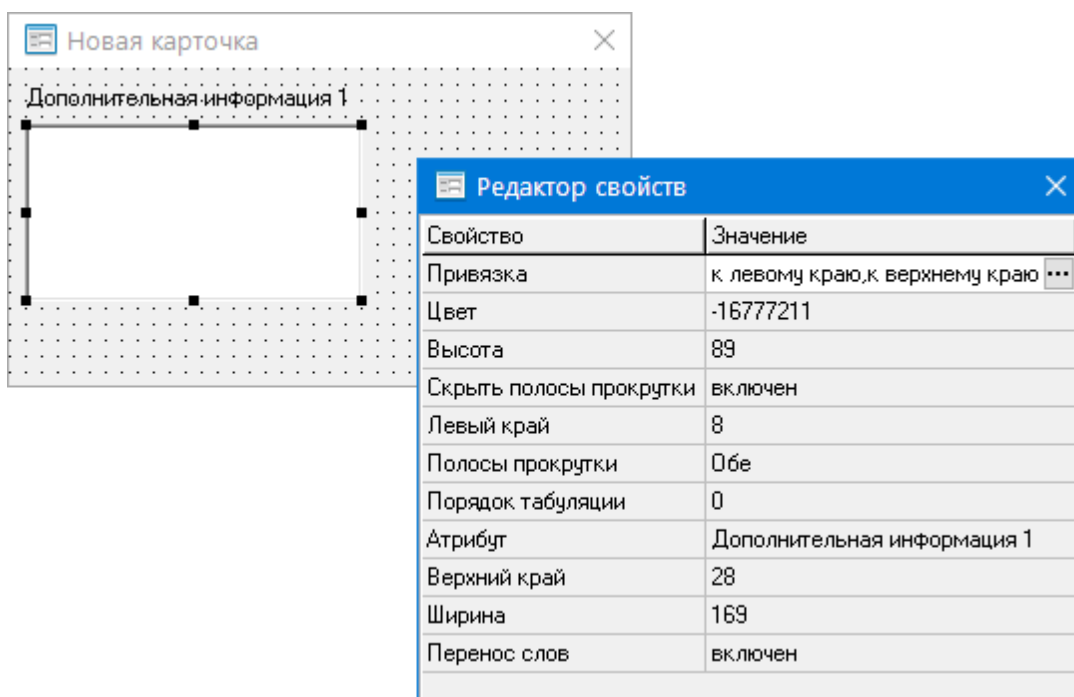 Новая карточка
Дополнительная информация 1
Редактор свойств
Свойство Значение
Привязка к левому краю,к верхнему краю ...
Цвет -16777211
Высота 89
Скрыть полосы прокрутки включен
Левый край 8
Полосы прокрутки Обе
Порядок табуляции 0
Атрибут Дополнительная информация 1
Верхний край 28
Ширина 169
Перенос слов включен